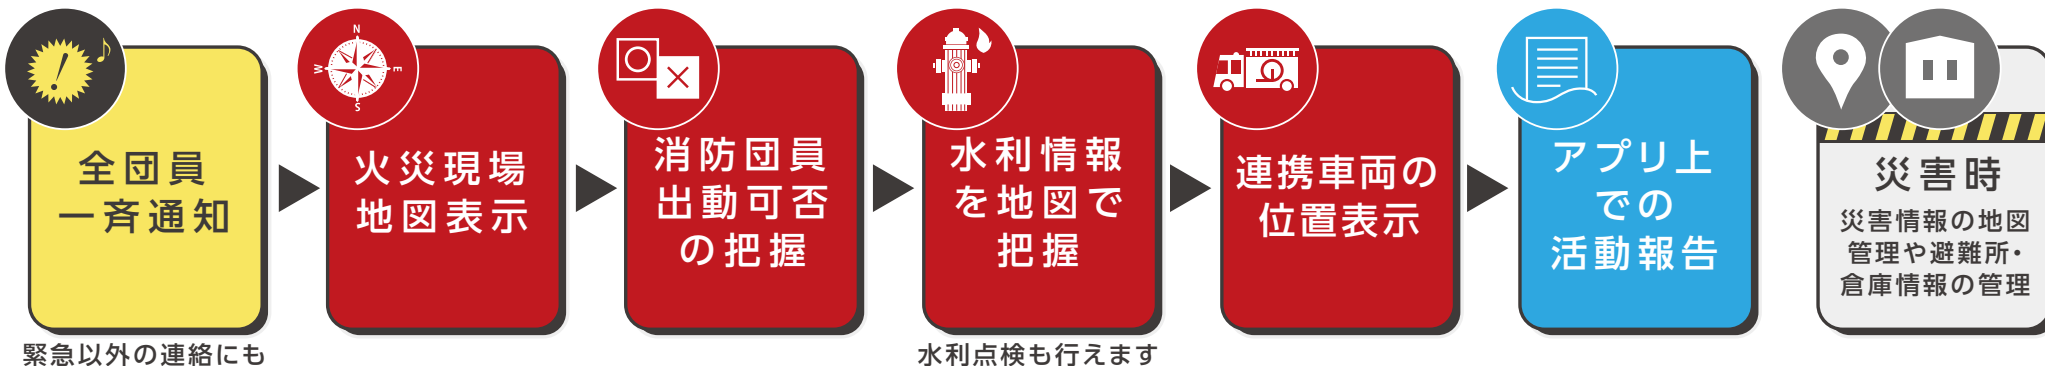 全団員
一斉通知
緊急以外の連絡にも
N
W
E
S
火災現場
地図表示
消防団員
出動可否
の把握
水利情報
を地図で
把握
水利点検も行えます
連携車両の
位置表示
アプリ上
での
活動報告
災害時
災害情報の地図
管理や避難所・
倉庫情報の管理